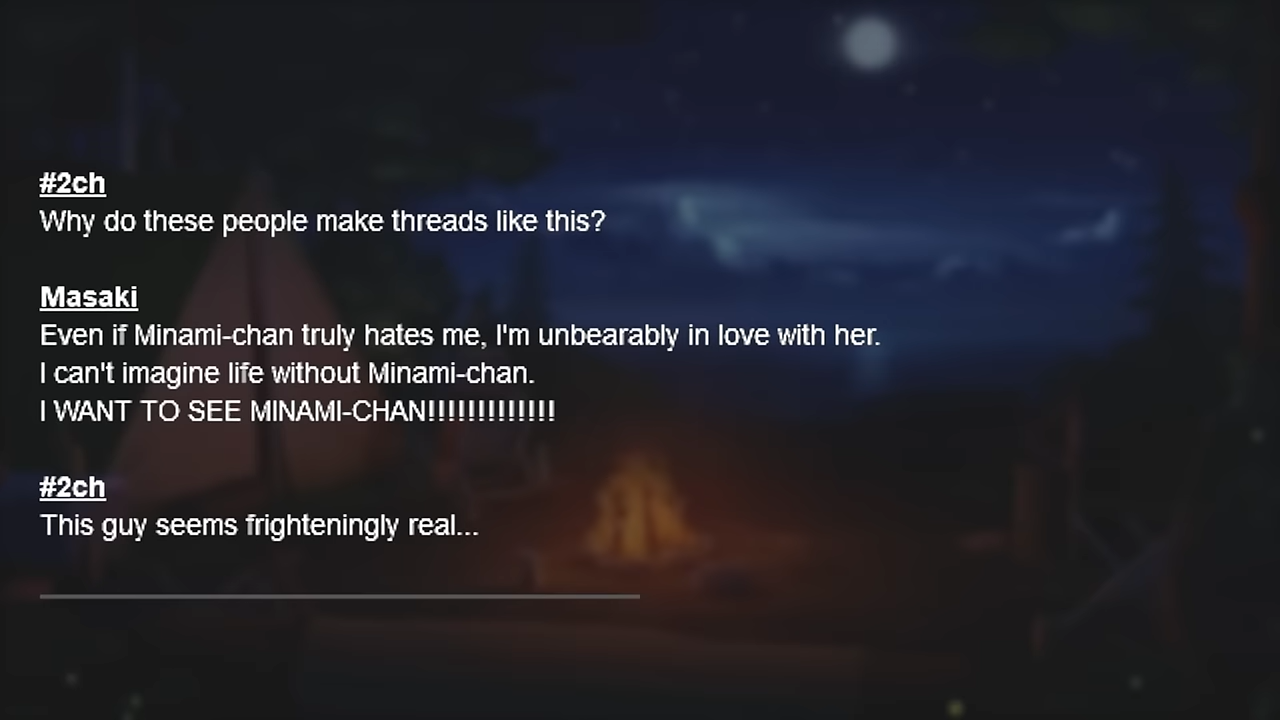 #2ch
Why do these people make threads like this?
Masaki
Even if Minami-chan truly hates me, I'm unbearably in love with her.
I can't imagine life without Minami-chan.
I WANT TO SEE MINAMI-CHAN!!!!!!!!!!!!!
#2ch
This guy seems frighteningly real...